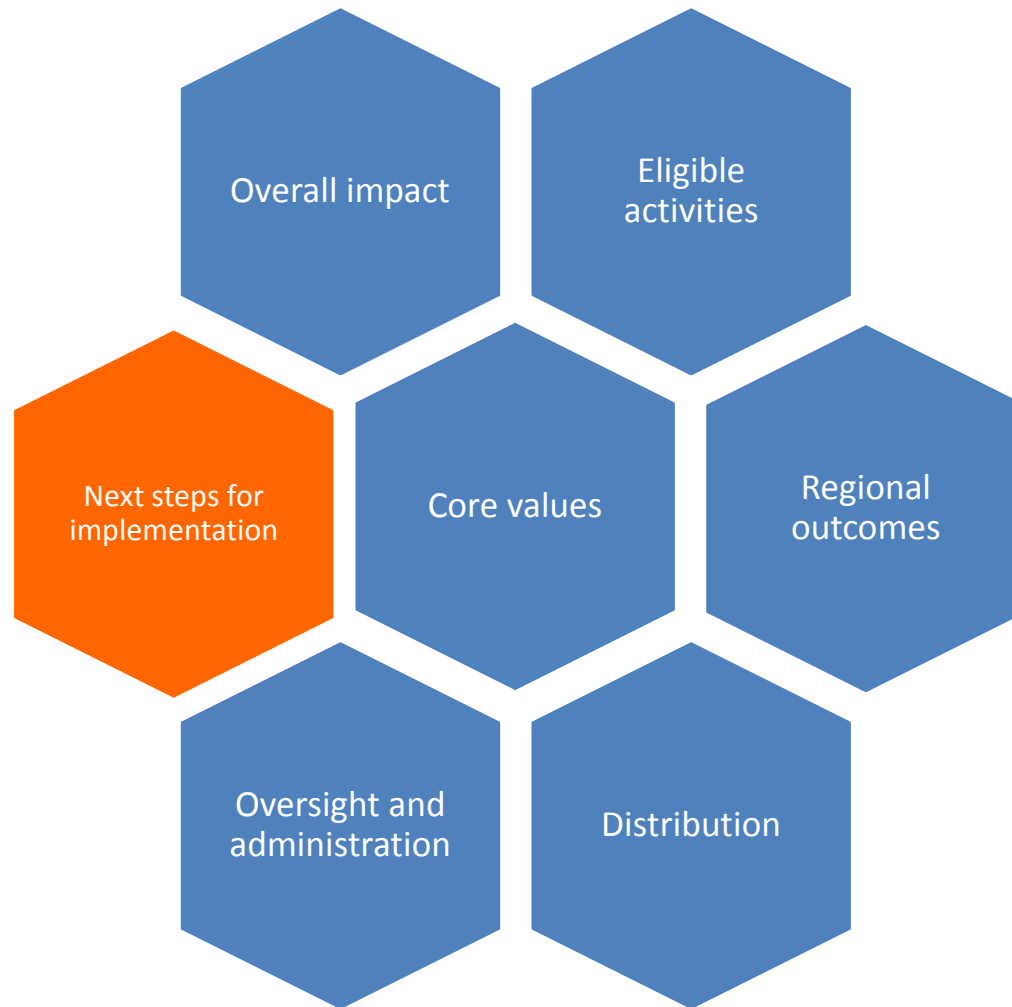 Overall impact
Eligible
activities
Next steps for
implementation
Core values
Regional
outcomes
Oversight and
administration
Distribution